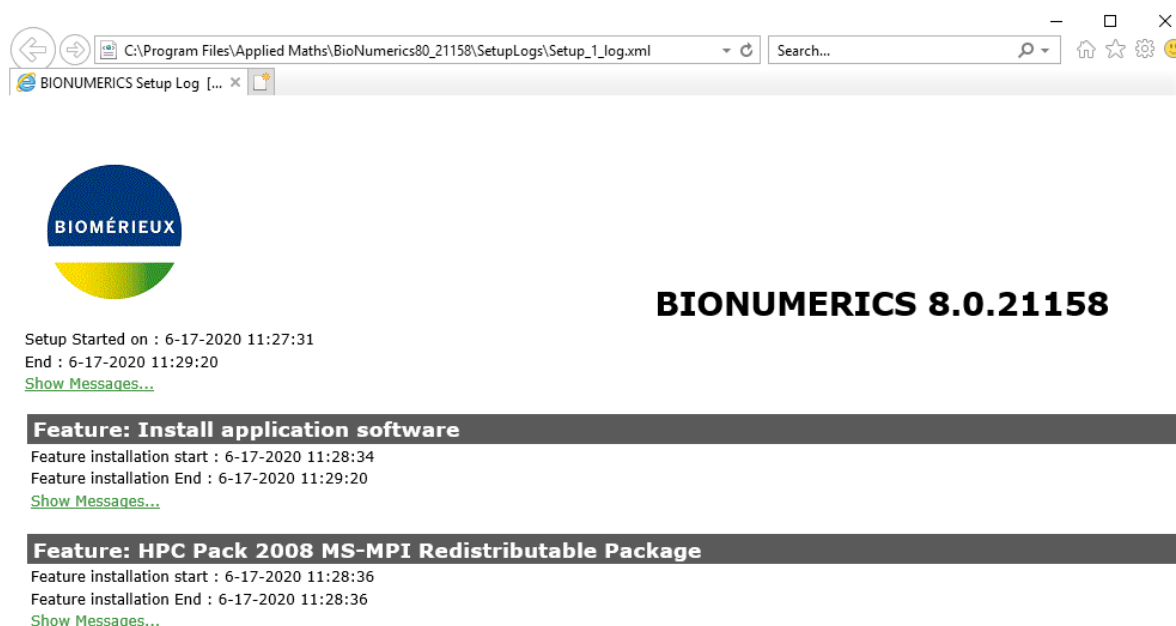 C:\Program Files\Applied Maths\BioNumerics80_21158\SetupLogs\Setup_1_log.xml
Search...
BIONUMERICS Setup Log [...
BIOMÉRIEUX
BIONUMERICS 8.0.21158
Setup Started on : 6-17-2020 11:27:31
End : 6-17-2020 11:29:20
Show Messages...
Feature: Install application software
Feature installation start : 6-17-2020 11:28:34
Feature installation End : 6-17-2020 11:29:20
Show Messages...
Feature: HPC Pack 2008 MS-MPI Redistributable Package
Feature installation start : 6-17-2020 11:28:36
Feature installation End : 6-17-2020 11:28:36
Show Messages...